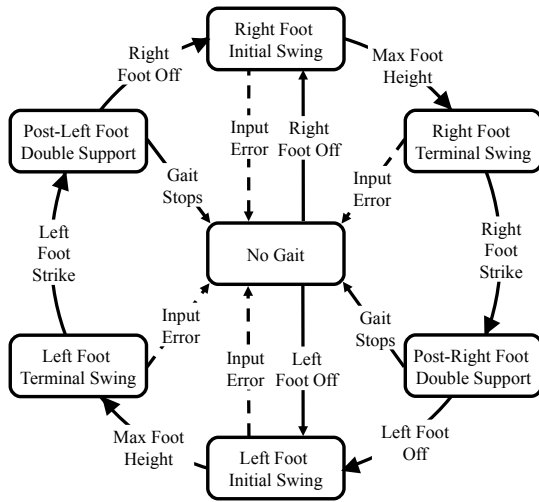 Right Foot
Initial Swing
Right
Foot Off
Max Foot
Height
Post-Left Foot
Double Support
Input
Error
Right
Foot Off
Right Foot
Terminal Swing
Gait
Stops
Input
Error
Left
Foot
Strike
No Gait
Right
Foot
Strike
Input
Error
Gait
Stops
Left Foot
Terminal Swing
Input
Error
Left
Foot Off
Post-Right Foot
Double Support
Max Foot
Height
Left Foot
Initial Swing
Left Foot
Off